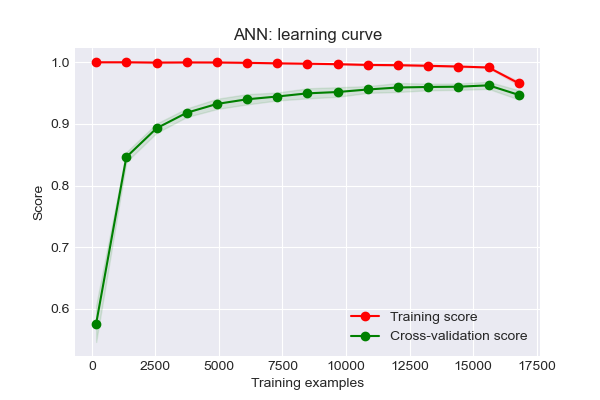 ANN: learning curve
1.0
0.9
0.8
0.7
0.6
Score
Training score
Cross-validation score
0 2500 5000 7500 10000 12500 15000 17500
Training examples